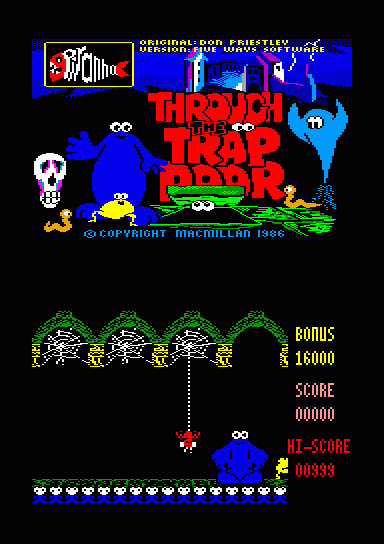 Piranha
ORIGINAL:DON PRIESTLEY
VERSION:FIVE WAYS SOFTWARE
THROUGH
THE
TRAP
DOOR
© COPYRIGHT MACMILLAN 1986
BONUS
16000
SCORE
00000
HI-SCORE
00999